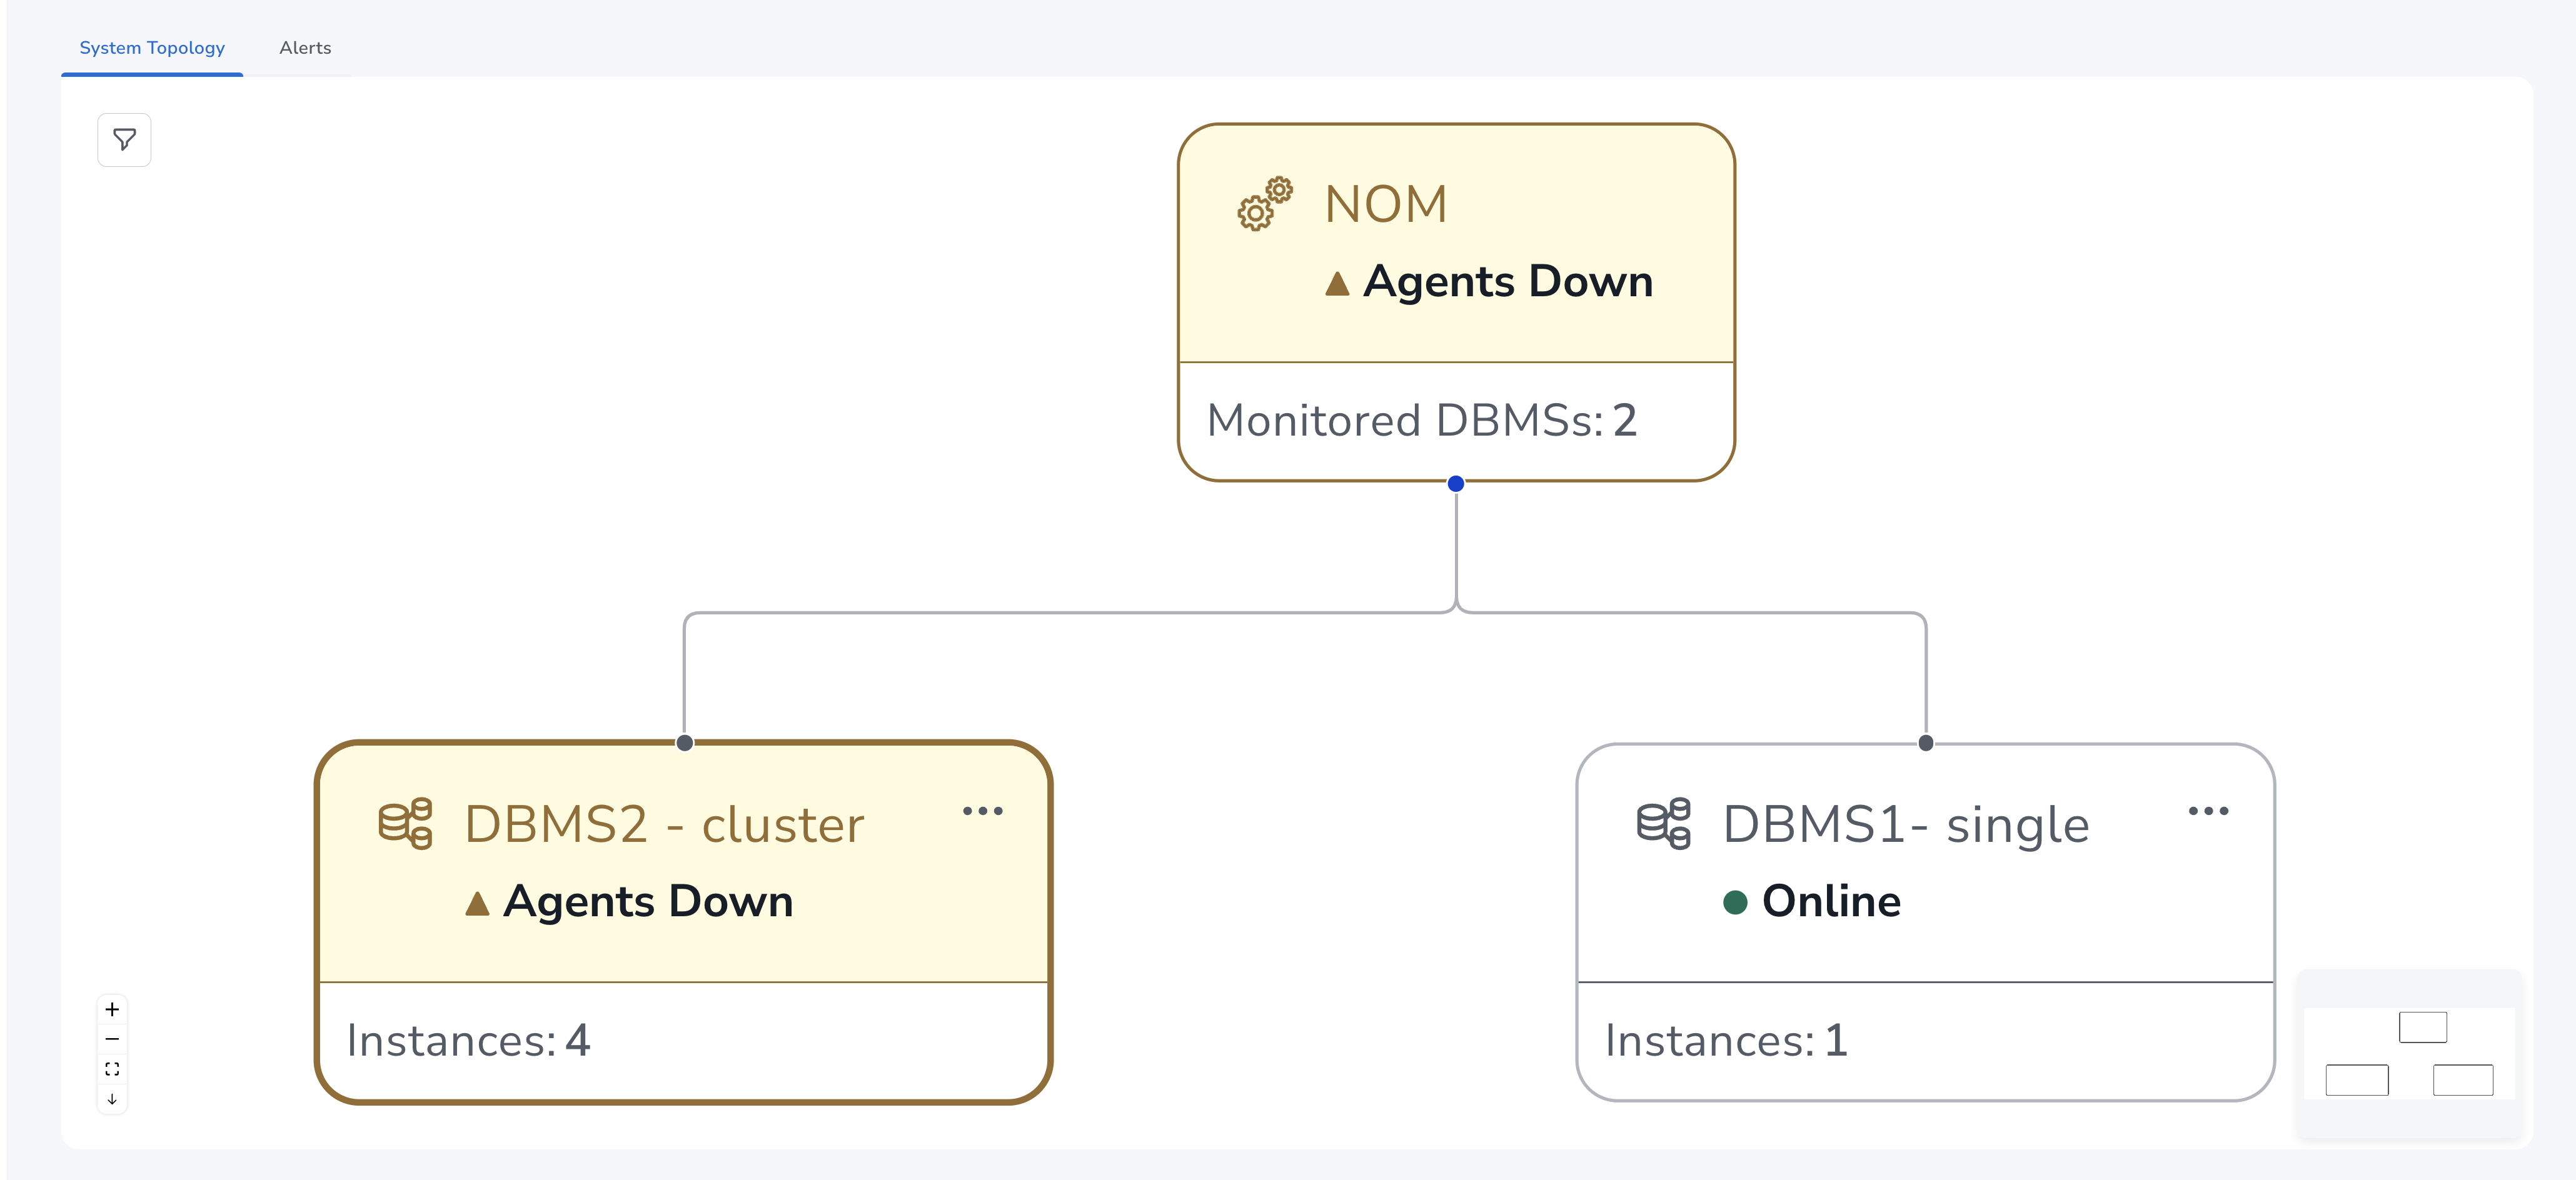 System Topology
Alerts
NOM
Agents Down
Monitored DBMSs: 2
DBMS2 - cluster
Agents Down
Instances: 4
DBMS1- single
Online
Instances: 1